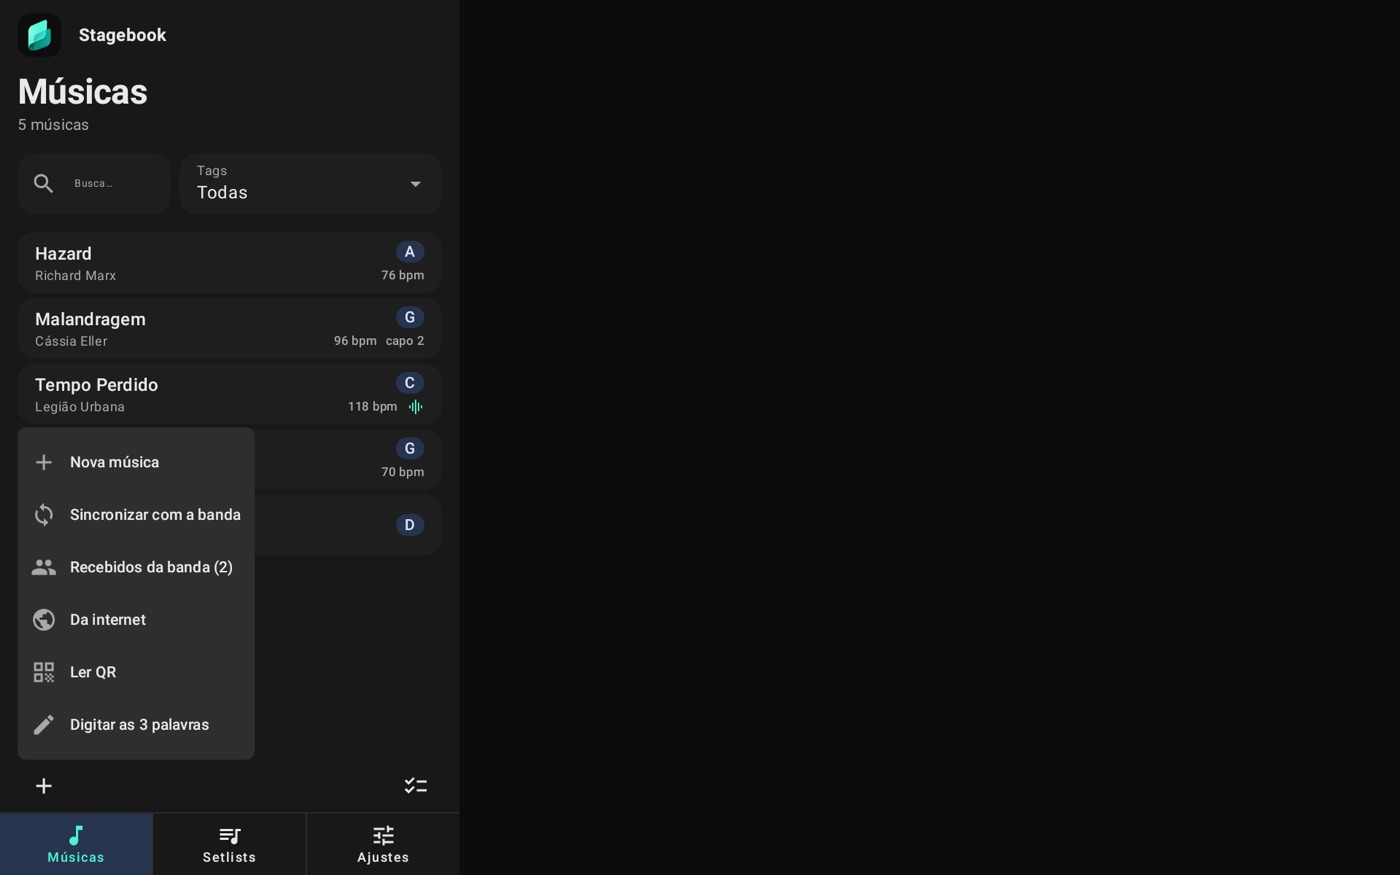 Stagebook
Músicas
5 músicas
Busca…
Tags
Todas
Hazard
A
Richard Marx
76 bpm
Malandragem
G
Cássia Eller
96 bpm capo 2
Tempo Perdido
C
Legião Urbana
118 bpm
G
70 bpm
D
Nova música
Sincronizar com a banda
Recebidos da banda (2)
Da internet
Ler QR
Digitar as 3 palavras
Músicas
Setlists
Ajustes